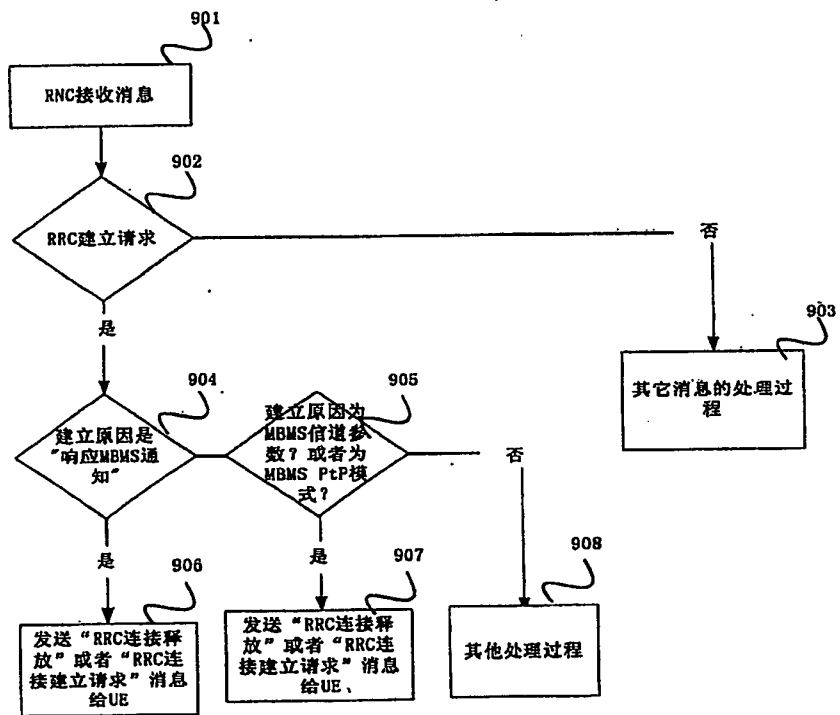 901
RNC接收消息
902
RRC建立请求
否
是
903
其它消息的处理过
程
904
建立原因是
"响应MBMS通
知"
905
建立原因为
MBMS信道参
数？或者为
MBMS PtP模
式？
否
是
906
是
907
908
发送“RRC连接释
放”或者“RRC连
接建立请求”消息
给UE
发送“RRC连接释
放”或者“RRC连
接建立请求”消息
给UE、
其他处理过程